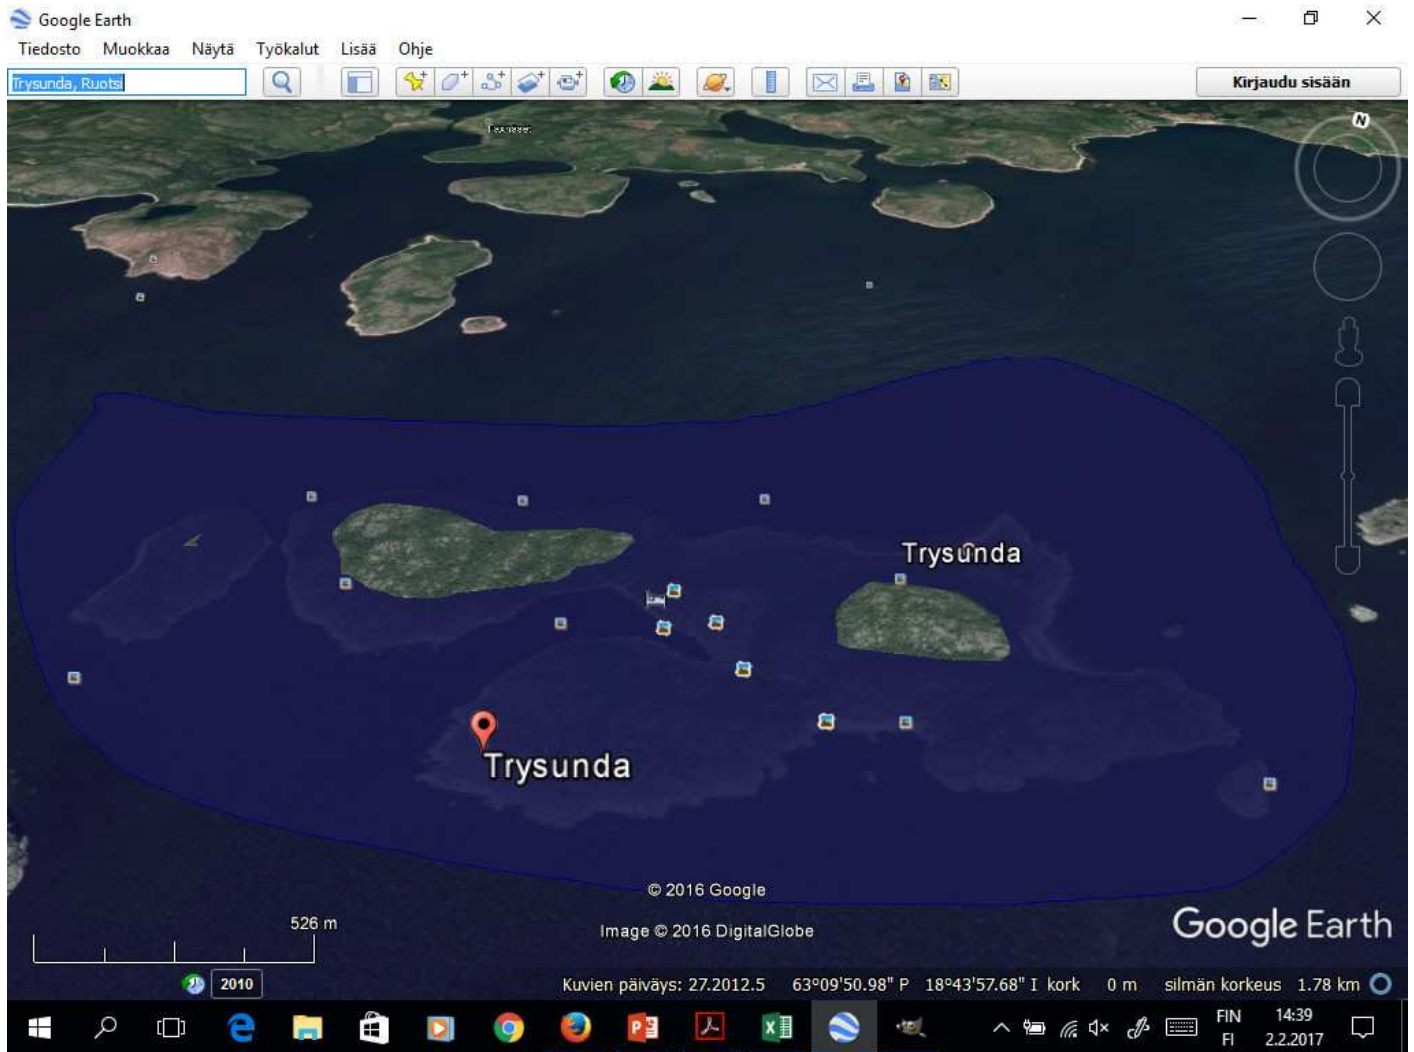 Google Earth
Tiedosto Muokkaa Näytä Työkalut Lisää Ohje
Trysunda, Ruotsi
Kirjaudu sisään
N
Trysunda
Trysunda
© 2016 Google
526 m
Image © 2016 DigitalGlobe
Google Earth
2010
Kuvien päiväys: 27.2012.5 63°09'50.98" P 18°43'57.68" I kork 0 m silmän korkeus 1.78 km
FIN 14:39
FI 2.2.2017